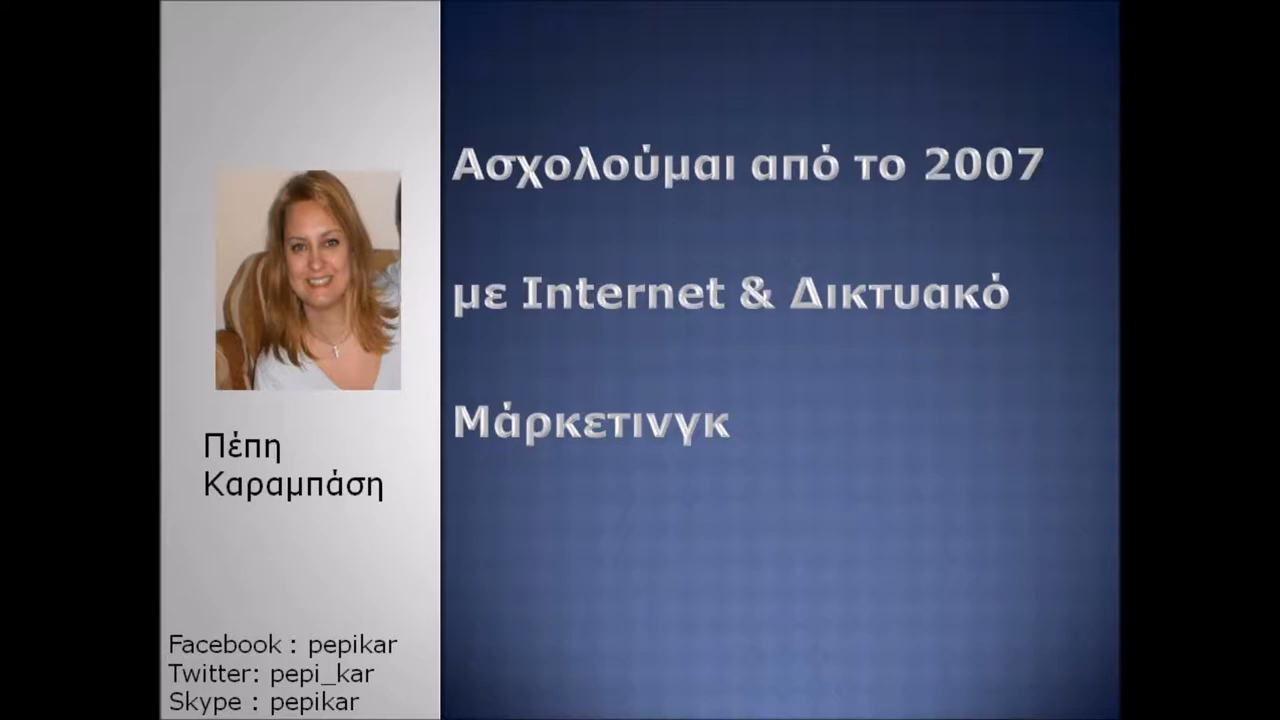 Ασχολούμαι από το 2007
με Internet & Δικτυακό
Μάρκετινγκ
Πέπη
Καραμπάση
Facebook : pepikar
Twitter: pepi_kar
Skype : pepikar